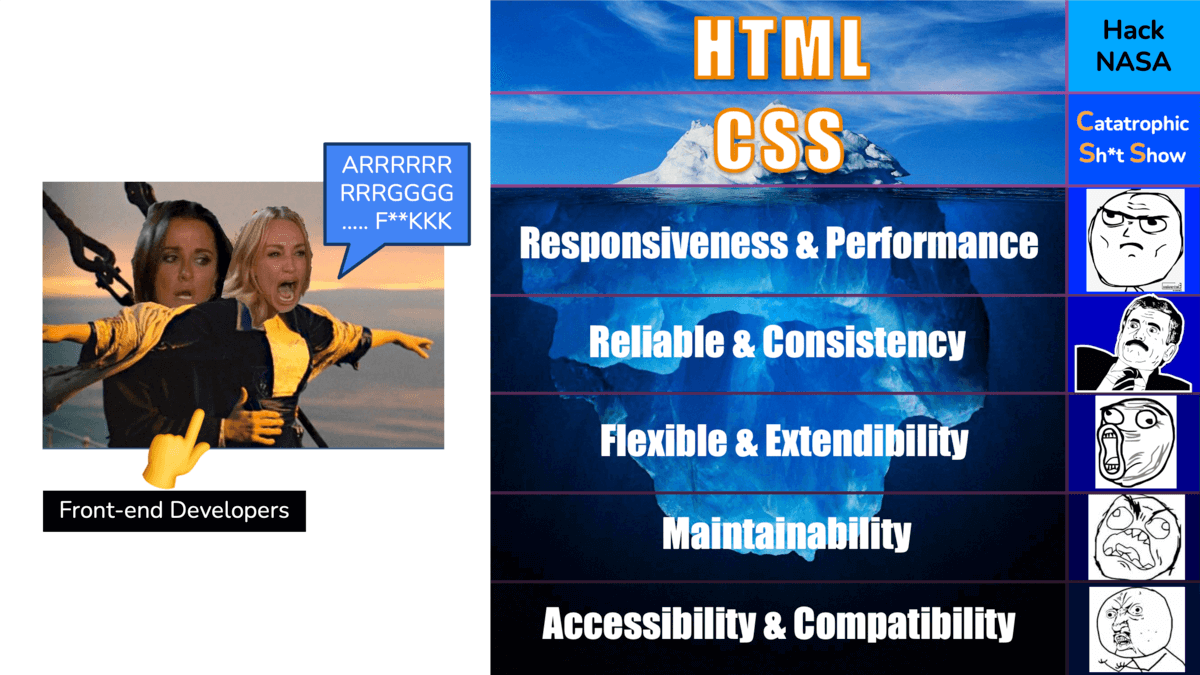 ARRRRRR
RRRGGGG
..... F**KKK
Front-end Developers
HTML
Hack
NASA
CSS
Catatrophic
Sh*t Show
Responsiveness & Performance
Reliable & Consistency
Flexible & Extendibility
Maintainability
Accessibility & Compatibility